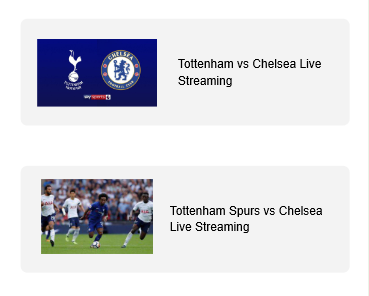 TOTTENHAM
HOTSPUR
CHELSEA
FOOTBALL CLUB
sky sports
Tottenham vs Chelsea Live
Streaming
Tottenham Spurs vs Chelsea
Live Streaming